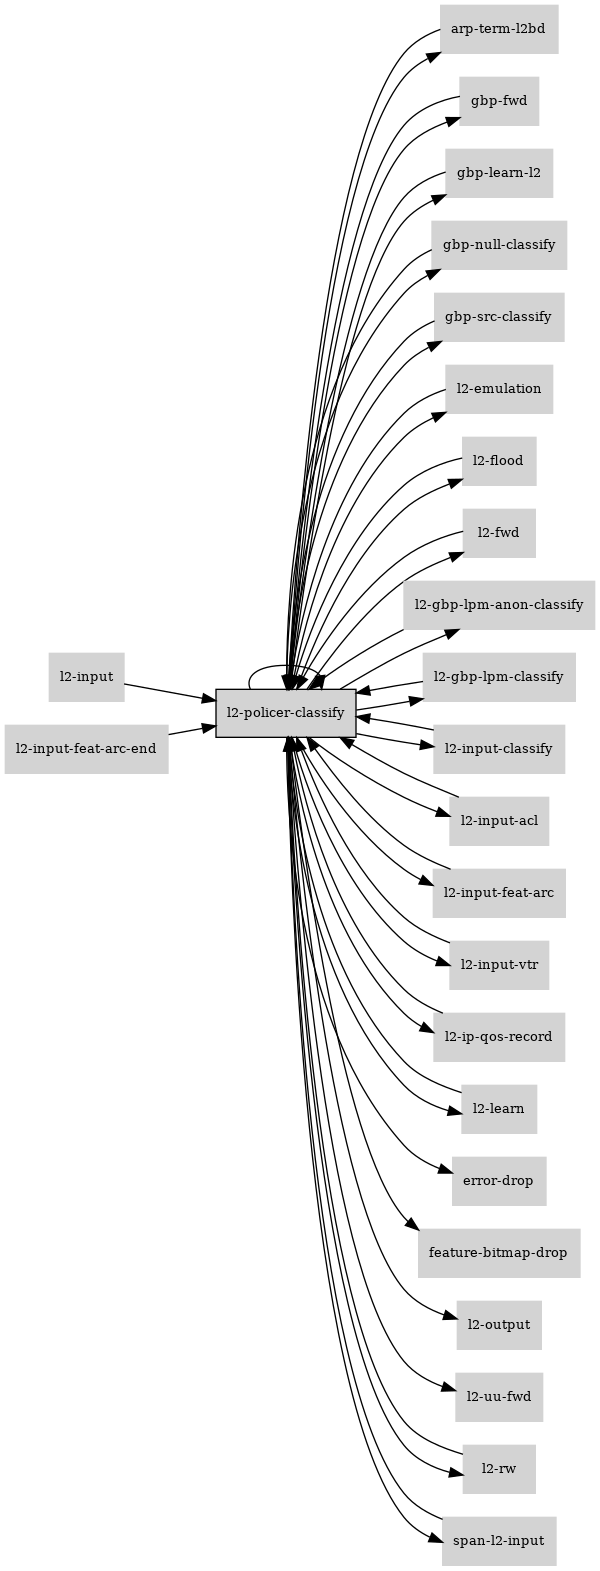 arp-term-l2bd
gbp-fwd
gbp-learn-l2
gbp-null-classify
gbp-src-classify
l2-emulation
l2-flood
l2-fwd
l2-gbp-lpm-anon-classify
l2-input
l2-gbp-lpm-classify
l2-policer-classify
l2-input-feat-arc-end
l2-input-classify
l2-input-acl
l2-input-feat-arc
l2-input-vtr
l2-ip-qos-record
l2-learn
error-drop
feature-bitmap-drop
l2-output
l2-uu-fwd
l2-rw
span-l2-input